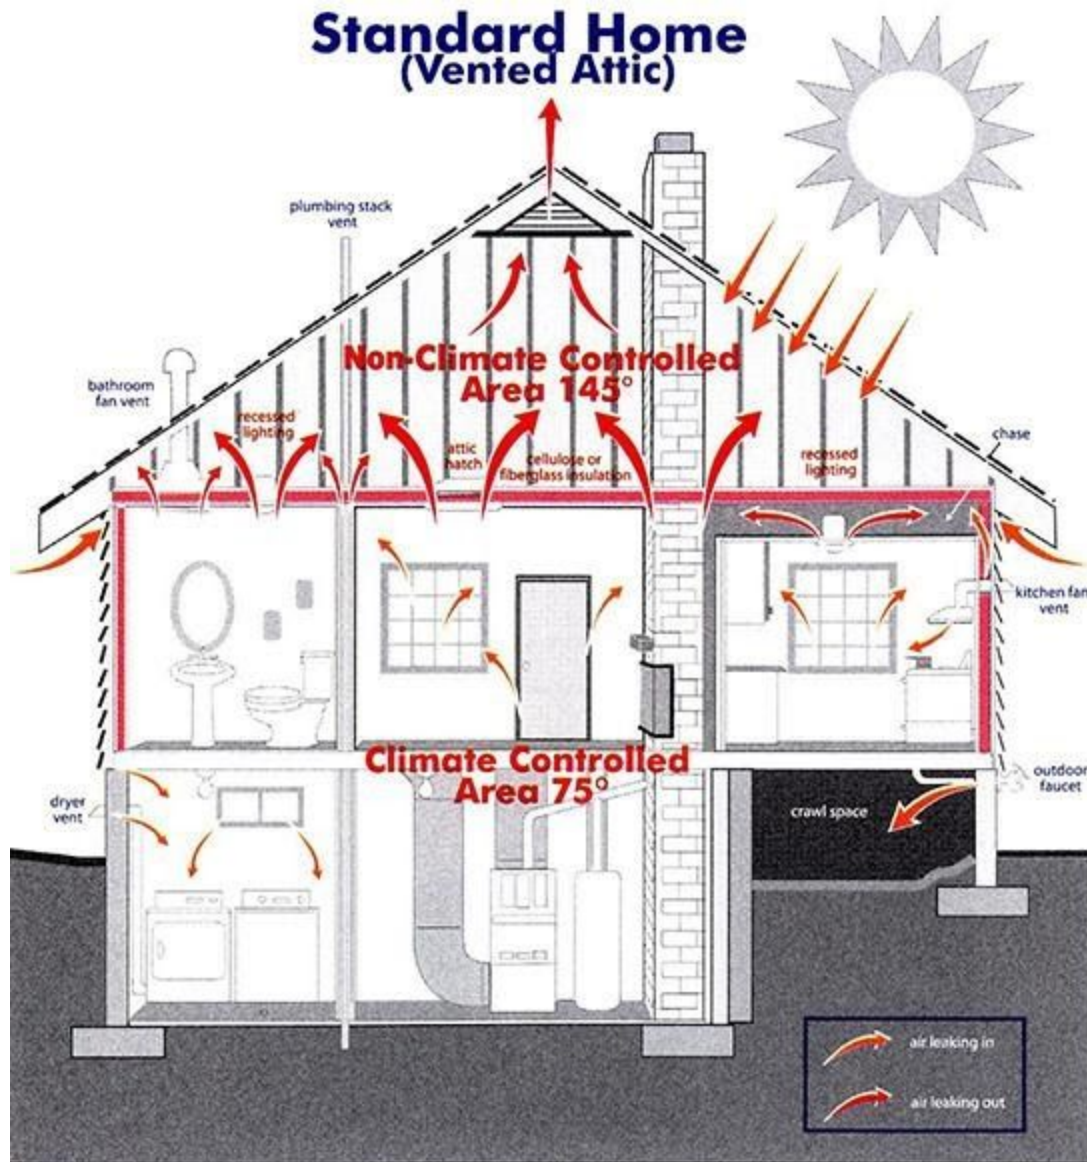 Standard Home
(Vented Attic)
plumbing stack
vent
bathroom
fan vent
Non-Climate Controlled
Area 145°
recessed
lighting
attic
hatch
cellulose or
fiberglass insulation
recessed
lighting
chase
kitchen fan
vent
Climate Controlled
Area 75°
dryer
vent
crawl space
outdoor
faucet
air leaking in
air leaking out